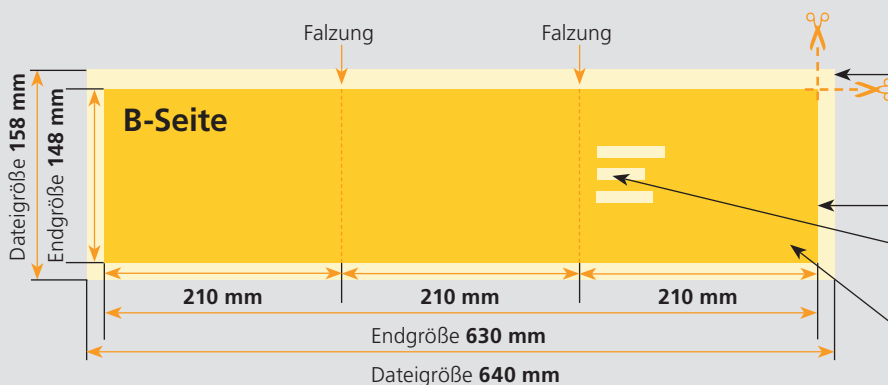 Falzung
Falzung
Dateigröße 158 mm
Endgröße 148 mm
B-Seite
210 mm
210 mm
210 mm
Endgröße 630 mm
Dateigröße 640 mm